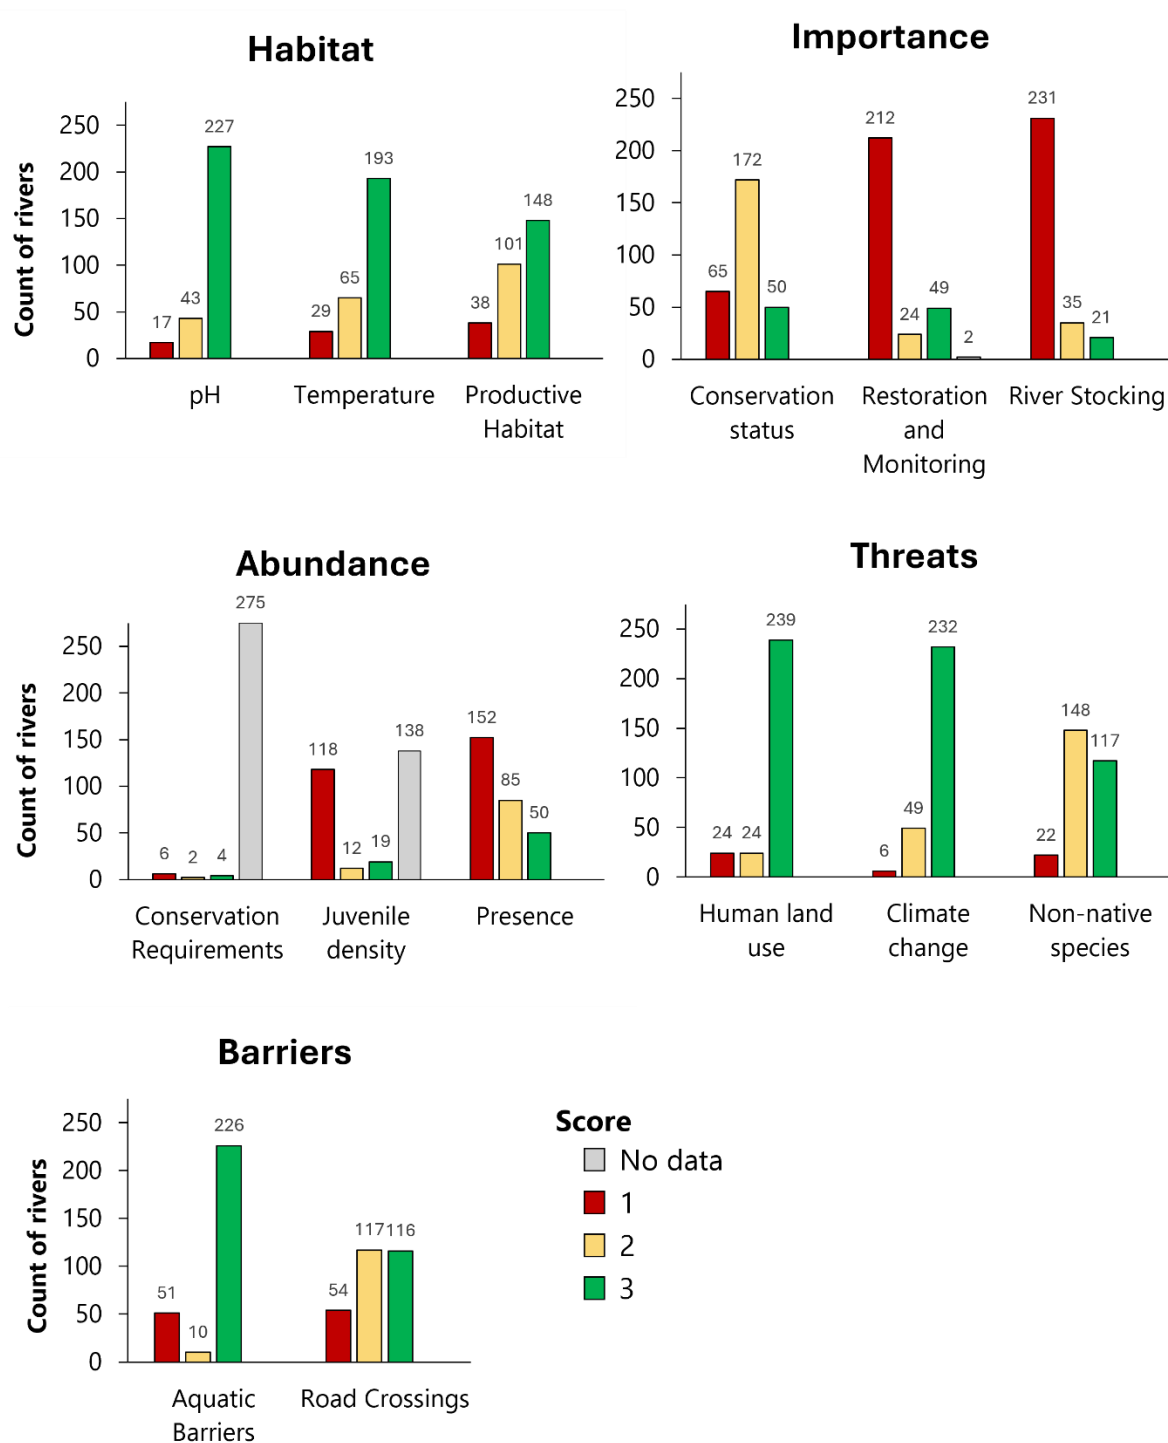 Habitat
Count of rivers
250
200
150
100
50
0
17
43
227
29
65
193
38
101
148
pH
Temperature
Productive
Habitat
Importance
250
200
150
100
50
0
65
172
50
212
24
49
2
231
35
21
Conservation
status
Restoration
and
Monitoring
River Stocking
Abundance
Count of rivers
250
200
150
100
50
0
6
2
4
275
118
12
19
138
152
85
50
Conservation
Requirements
Juvenile
density
Presence
Threats
250
200
150
100
50
0
24
24
239
6
49
232
22
148
117
Human land
use
Climate
change
Non-native
species
Barriers
Count of rivers
250
200
150
100
50
0
51
10
226
54
117
116
Aquatic
Barriers
Road Crossings
Score
No data
1
2
3